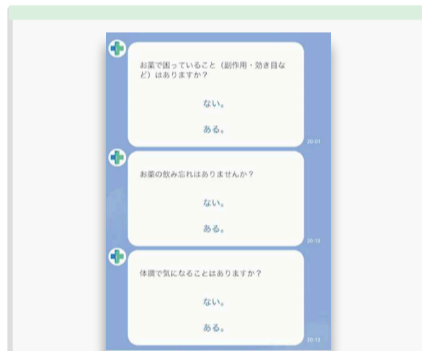 お薬で困っていること（副作用・効き目な
ど）はありますか？
ない。
ある。
お薬の飲み忘れはありませんか？
ない。
ある。
体調で気になることはありますか？
ない。
ある。